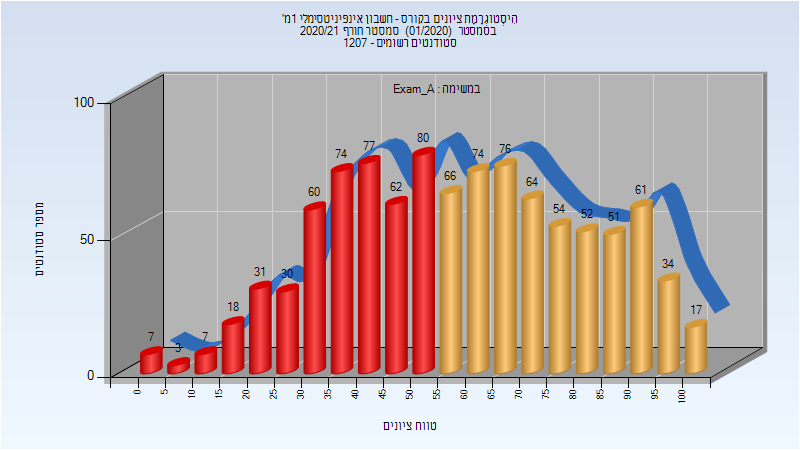 היסטוגרמת ציונים בקורס - חשבון אינפיניטסימלי 1מ'
בסמסטר (01/2020) סמסטר חורף 2020/21
סטודנטים רשומים - 1207
במשימה : Exam_A
מספר סטודנטים
100
50
0
7 3 7 18 31 30 60 74 77 62 80 66 74 76 64 54 52 51 61 34 17
0 5 10 15 20 25 30 35 40 45 50 55 60 65 70 75 80 85 90 95 100
טווח ציונים